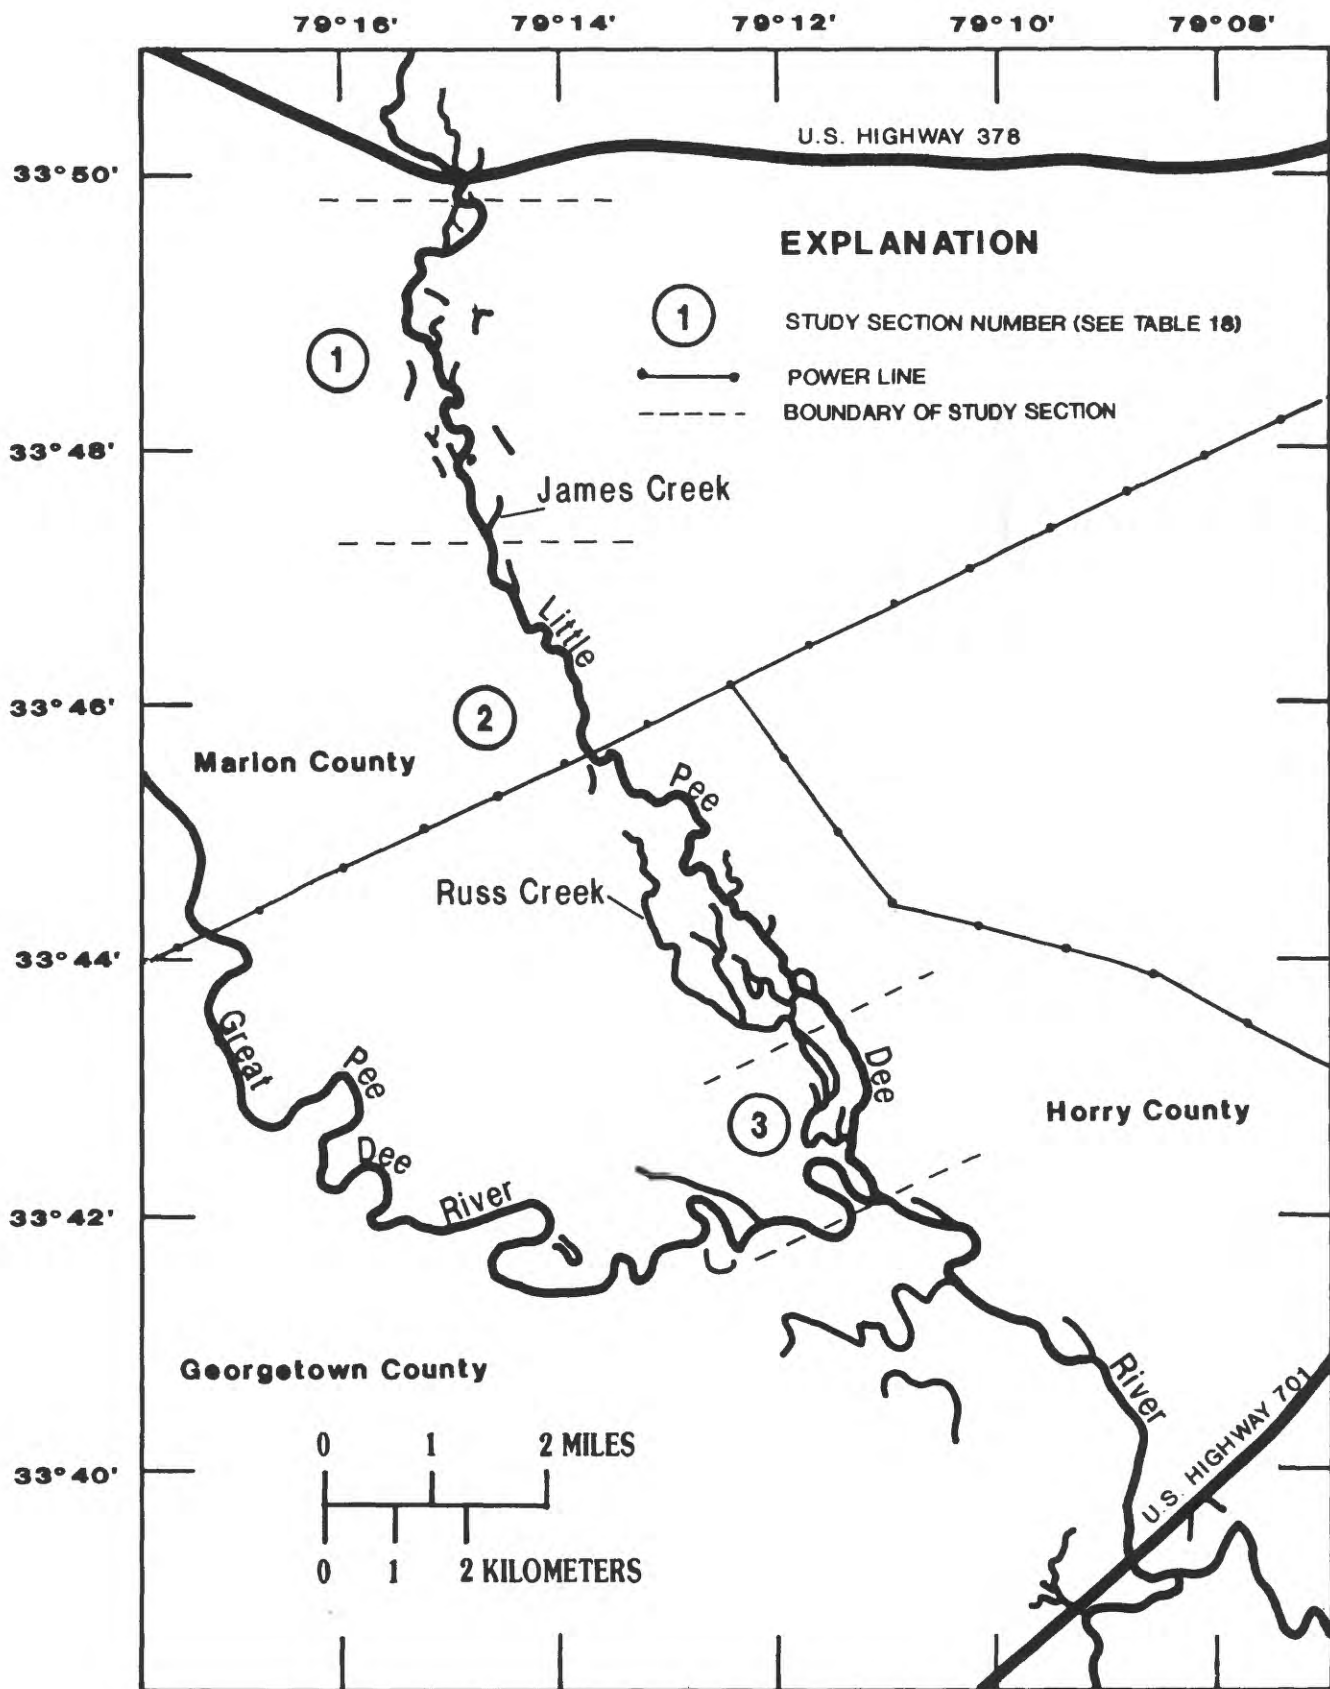 79°16' 79°14' 79°12' 79°10' 79°08'
U.S. HIGHWAY 378
33°50'
EXPLANATION
1 STUDY SECTION NUMBER (SEE TABLE 18)
1
POWER LINE
BOUNDARY OF STUDY SECTION
33°48'
James Creek
Little
33°46'
2
Marion County
Pee
Russ Creek
33°44'
Great
Pee
Dee
Dee
3
Horry County
River
33°42'
Georgetown County
River
U.S. HIGHWAY 701
0 1 2 MILES
33°40'
0 1 2 KILOMETERS